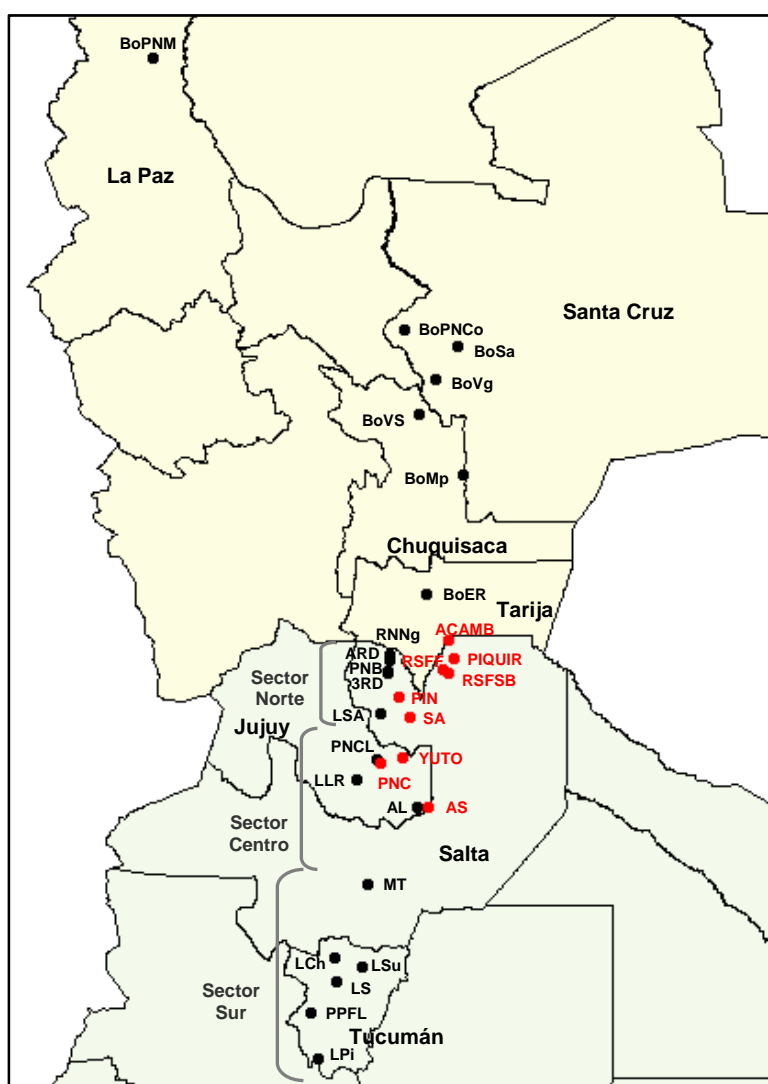 BoPNM
La Paz
Santa Cruz
BoPNCo
BoSa
BoVg
BoVS
BoMp
Chuquisaca
BoER
Tarija
ACAMB
RNNg
ARD
RSFF
PIQUIR
PNB
RSFSB
3RD
Sector
Norte
PIN
LSA
SA
Jujuy
PNCL
YUTO
LLR
PNC
AL
AS
Sector
Centro
Salta
MT
LCh
LSu
LS
Sector
Sur
PPFL
Tucumán
LPi